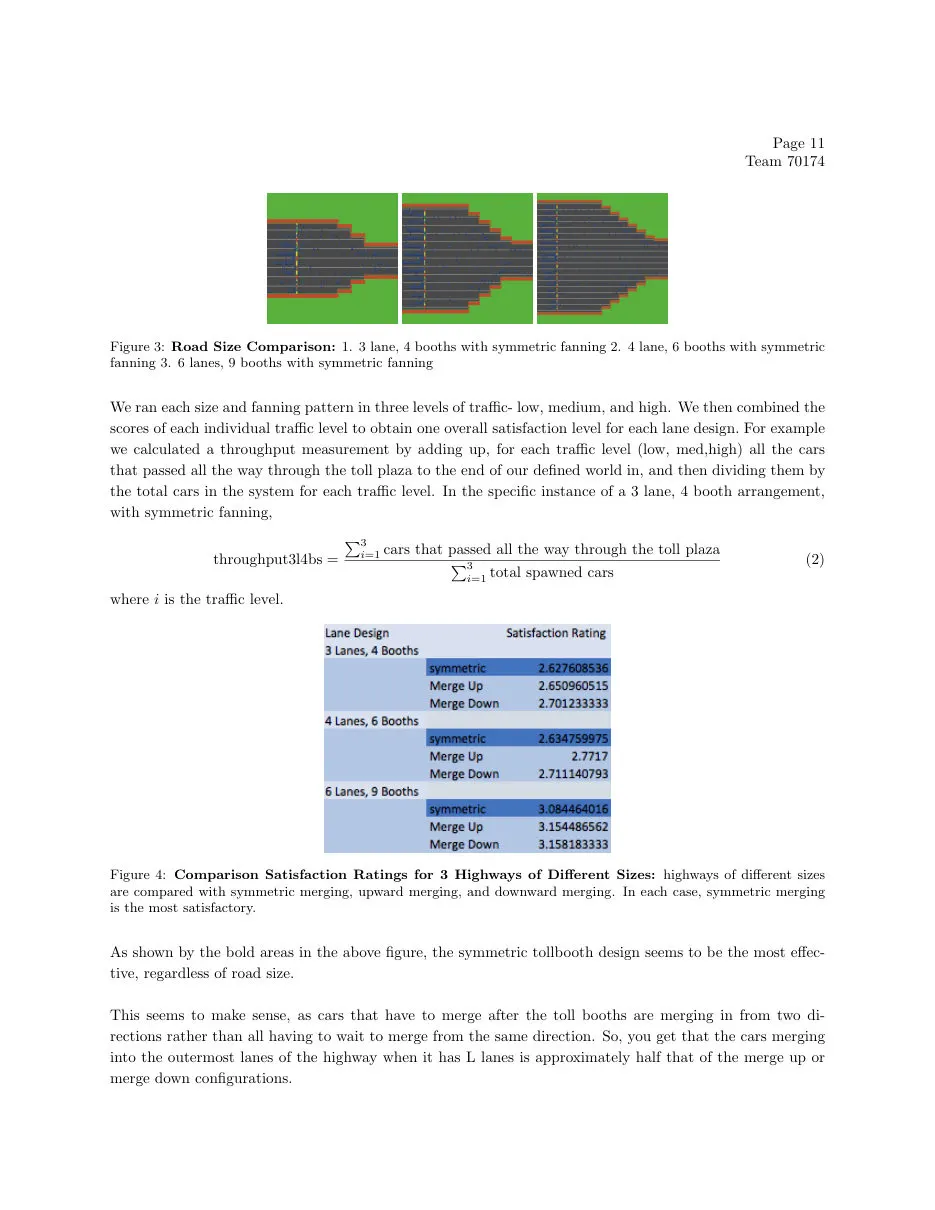 Page 11
Team 70174
Figure 3: Road Size Comparison: 1. 3 lane, 4 booths with symmetric fanning 2. 4 lane, 6 booths with symmetric
fanning 3. 6 lanes, 9 booths with symmetric fanning
We ran each size and fanning pattern in three levels of traffic- low, medium, and high. We then combined the
scores of each individual traffic level to obtain one overall satisfaction level for each lane design. For example
we calculated a throughput measurement by adding up, for each traffic level (low, med,high) all the cars
that passed all the way through the toll plaza to the end of our defined world in, and then dividing them by
the total cars in the system for each traffic level. In the specific instance of a 3 lane, 4 booth arrangement,
with symmetric fanning,
throughput3l4bs = \frac{\sum_{i=1}^{3} cars that passed all the way through the toll plaza}{\sum_{i=1}^{3} total spawned cars} (2)
where i is the traffic level.
Lane Design Satisfaction Rating
3 Lanes, 4 Booths
symmetric 2.627608536
Merge Up 2.650960515
Merge Down 2.701233333
4 Lanes, 6 Booths
symmetric 2.634759975
Merge Up 2.7717
Merge Down 2.711140793
6 Lanes, 9 Booths
symmetric 3.084464016
Merge Up 3.154486562
Merge Down 3.158183333
Figure 4: Comparison Satisfaction Ratings for 3 Highways of Different Sizes: highways of different sizes
are compared with symmetric merging, upward merging, and downward merging. In each case, symmetric merging
is the most satisfactory.
As shown by the bold areas in the above figure, the symmetric tollbooth design seems to be the most effec-
tive, regardless of road size.
This seems to make sense, as cars that have to merge after the toll booths are merging in from two di-
rections rather than all having to wait to merge from the same direction. So, you get that the cars merging
into the outermost lanes of the highway when it has L lanes is approximately half that of the merge up or
merge down configurations.